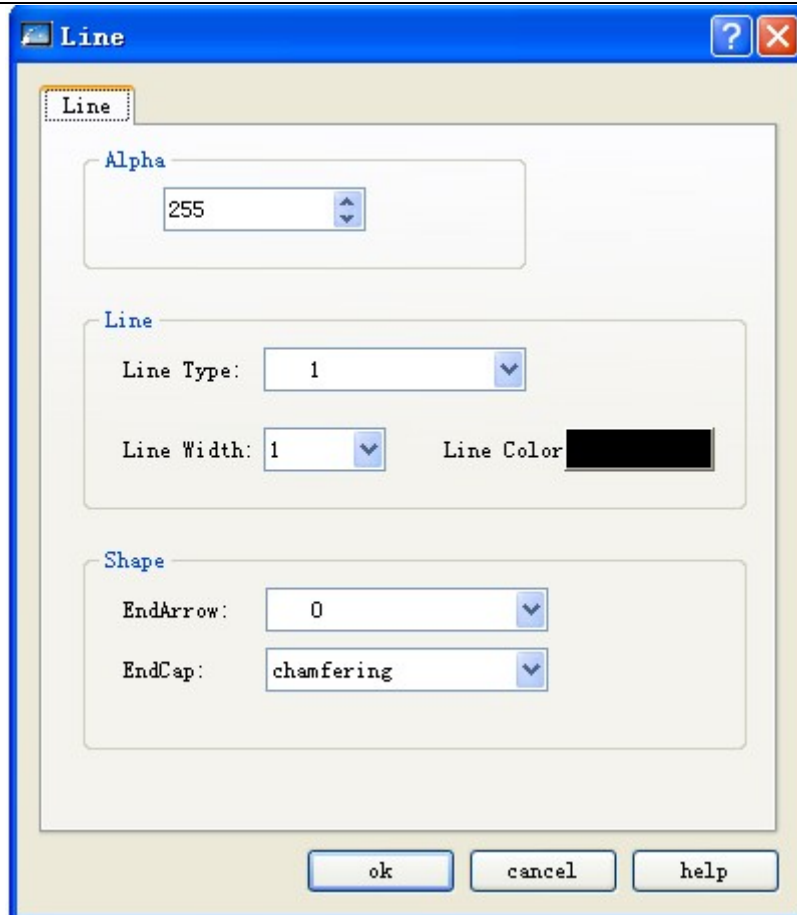 Line
?
Line
Alpha
255
Line
Line Type: 1
Line Width: 1 Line Color
Shape
EndArrow: 0
EndCap: chamfering
ok cancel help